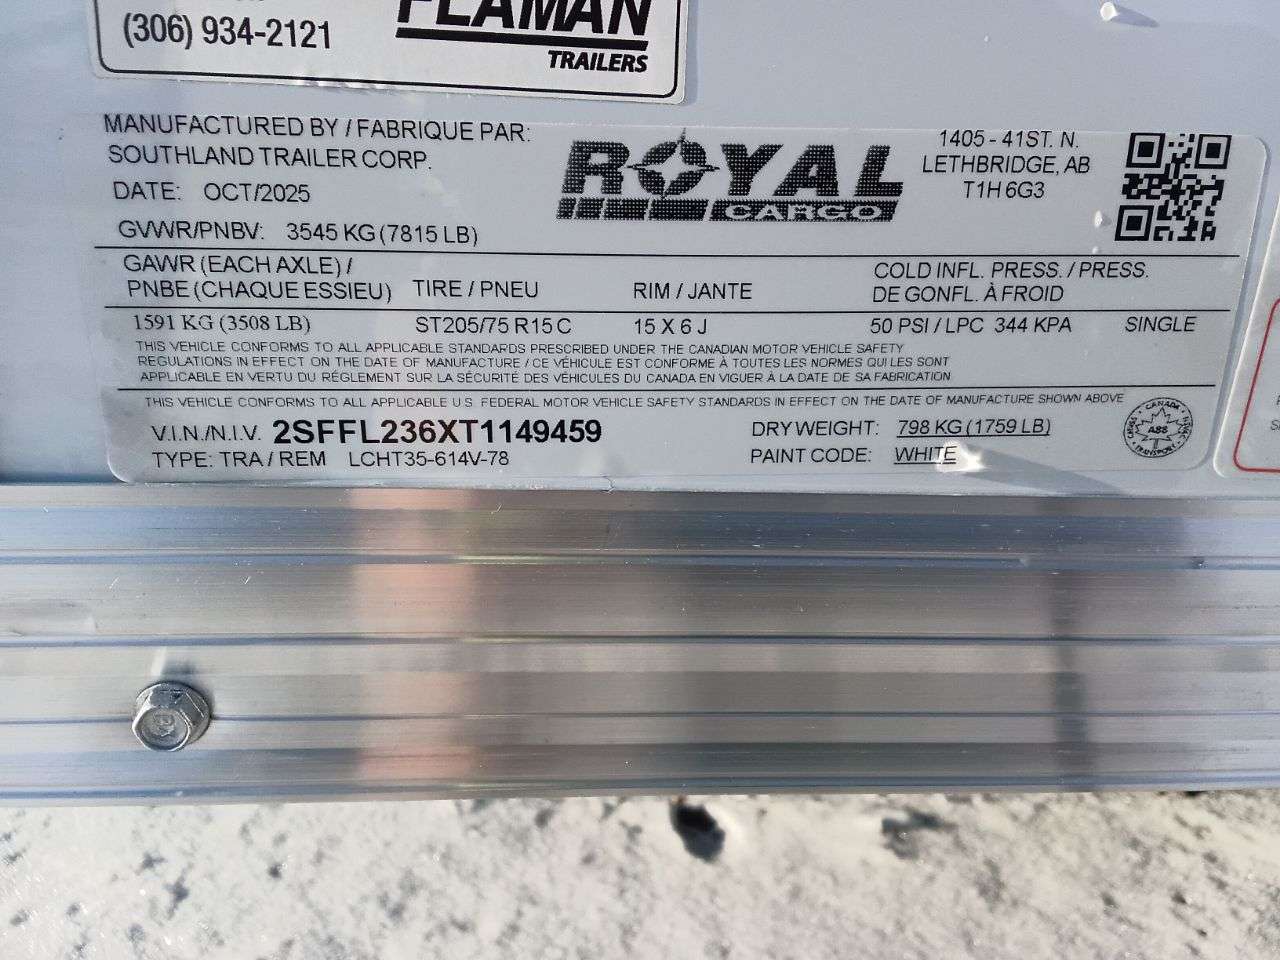 (306) 934-2121
FLAMAN
TRAILERS
MANUFACTURED BY / FABRIQUE PAR:
SOUTHLAND TRAILER CORP.
DATE: OCT/2025
ROYAL
CARGO
1405 - 41ST. N.
LETHBRIDGE, AB
T1H 6G3
GVWR/PNBV: 3545 KG (7815 LB)
GAWR (EACH AXLE) /
PNBE (CHAQUE ESSIEU) TIRE / PNEU RIM / JANTE
COLD INFL. PRESS. / PRESS.
DE GONFL. À FROID
1591 KG (3508 LB) ST205/75 R15 C 15 X 6 J 50 PSI / LPC 344 KPA SINGLE
THIS VEHICLE CONFORMS TO ALL APPLICABLE STANDARDS PRESCRIBED UNDER THE CANADIAN MOTOR VEHICLE SAFETY
REGULATIONS IN EFFECT ON THE DATE OF MANUFACTURE / CE VÉHICULE EST CONFORME À TOUTES LES NORMES QUI LES SONT
APPLICABLE EN VERTU DU RÉGLEMENT SUR LA SÉCURITÉ DES VÉHICULES DU CANADA EN VIGUER À LA DATE DE SA FABRICATION
THIS VEHICLE CONFORMS TO ALL APPLICABLE U.S. FEDERAL MOTOR VEHICLE SAFETY STANDARDS IN EFFECT ON THE DATE OF MANUFACTURE SHOWN ABOVE
V.I.N./N.I.V. 2SFFL236XT1149459 DRY WEIGHT: 798 KG (1759 LB)
TYPE: TRA / REM LCHT35-614V-78 PAINT CODE: WHITE
CANADA
ABS
TRANSPORT